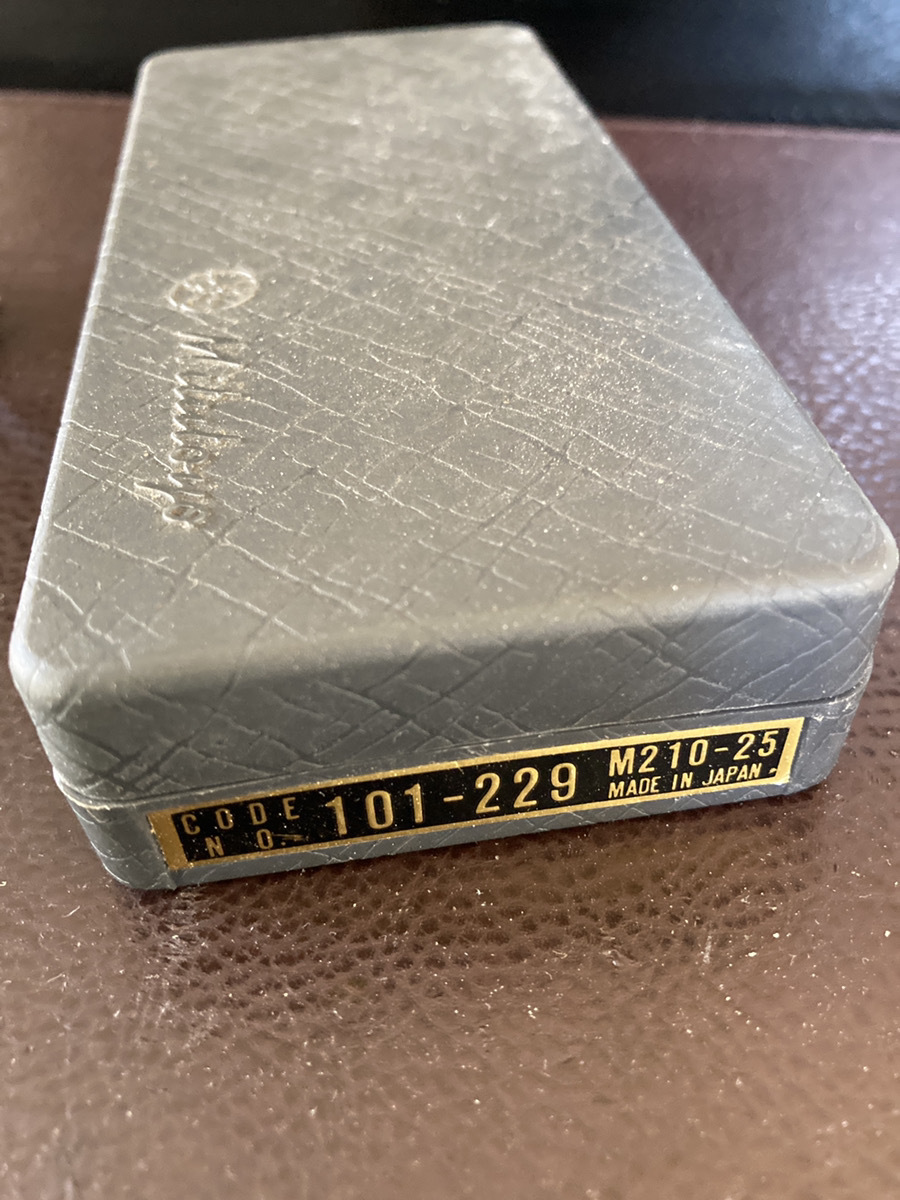 Mitutoyo
CODE NO. 101-229
M210-25
MADE IN JAPAN